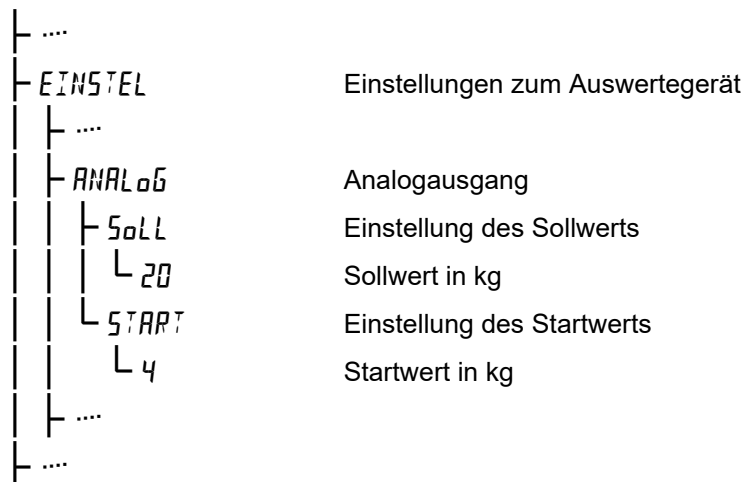 ....
EINSTEL Einstellungen zum Auswertegerät
....
ANALoG Analogausgang
SoLL Einstellung des Sollwerts
20 Sollwert in kg
START Einstellung des Startwerts
4 Startwert in kg
....
....